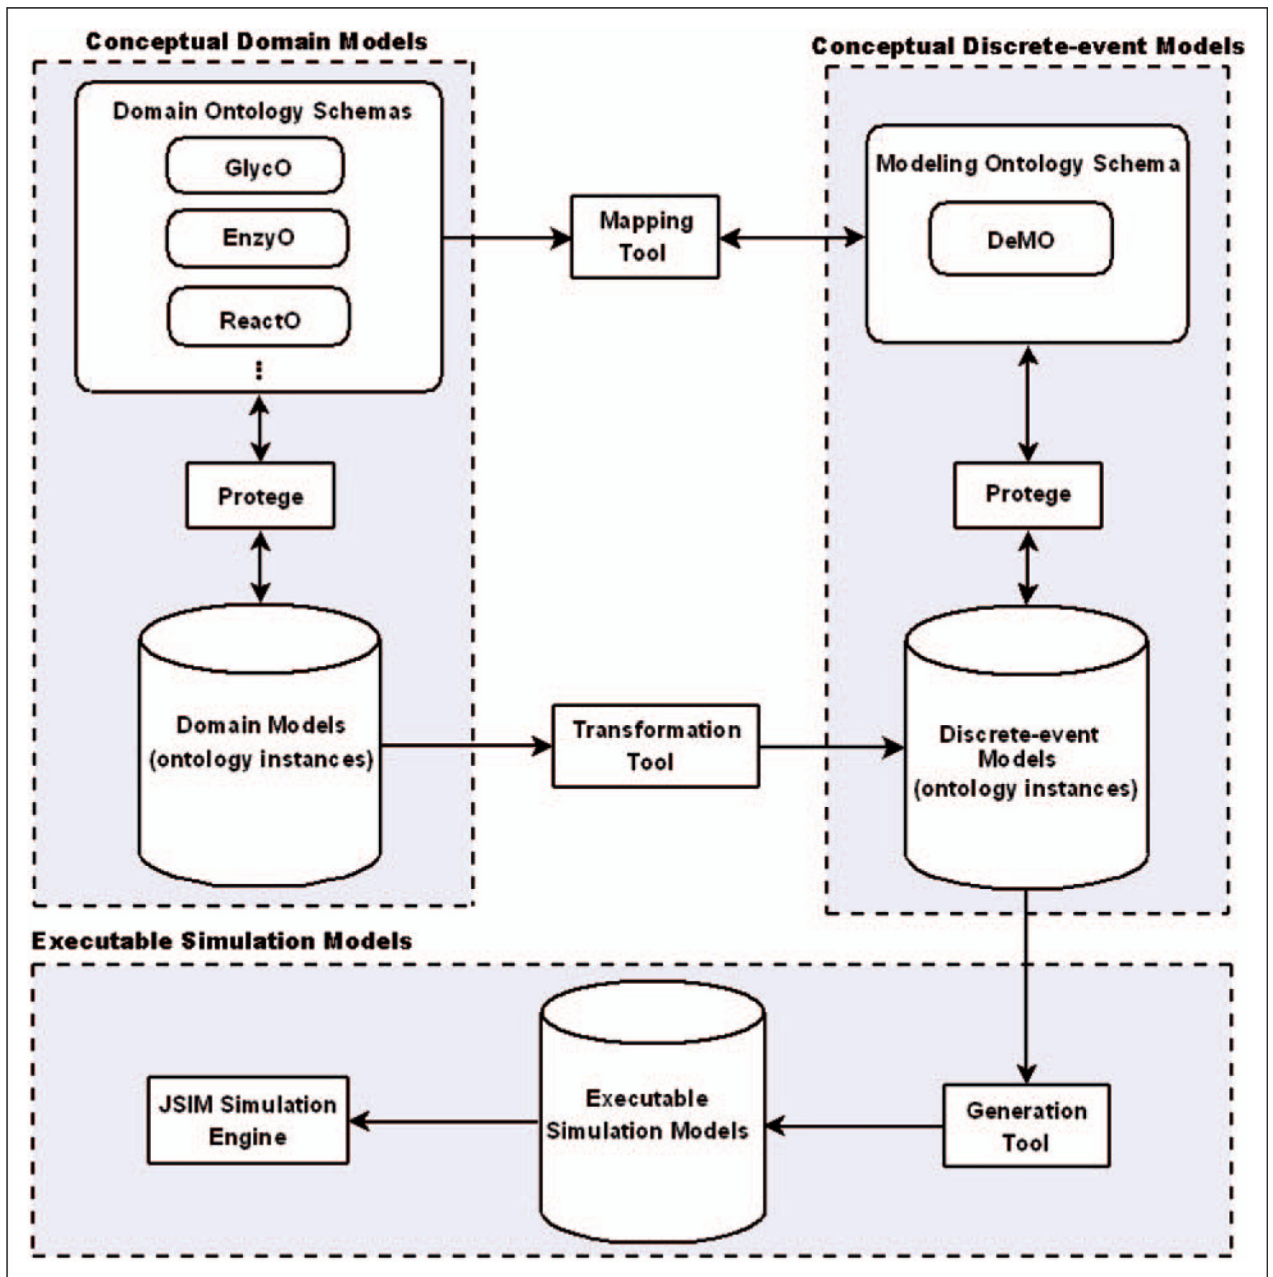 Conceptual Domain Models
Domain Ontology Schemas
GlycO
EnzyO
ReactO
⋮
Protege
Domain Models
(ontology instances)
Mapping
Tool
Transformation
Tool
Conceptual Discrete-event Models
Modeling Ontology Schema
DeMO
Protege
Discrete-event
Models
(ontology instances)
Executable Simulation Models
JSIM Simulation
Engine
Executable
Simulation Models
Generation
Tool